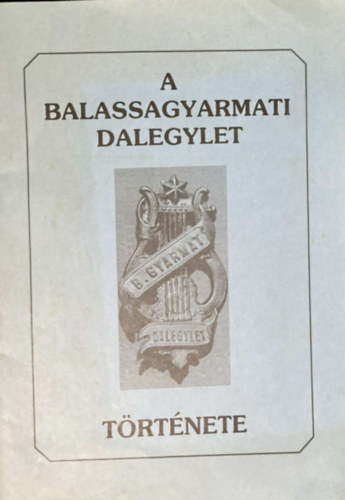 A
BALASSAGYARMATI
DALEGYLET
B. GYARMAT
DALEGYLET
TÖRTÉNETE